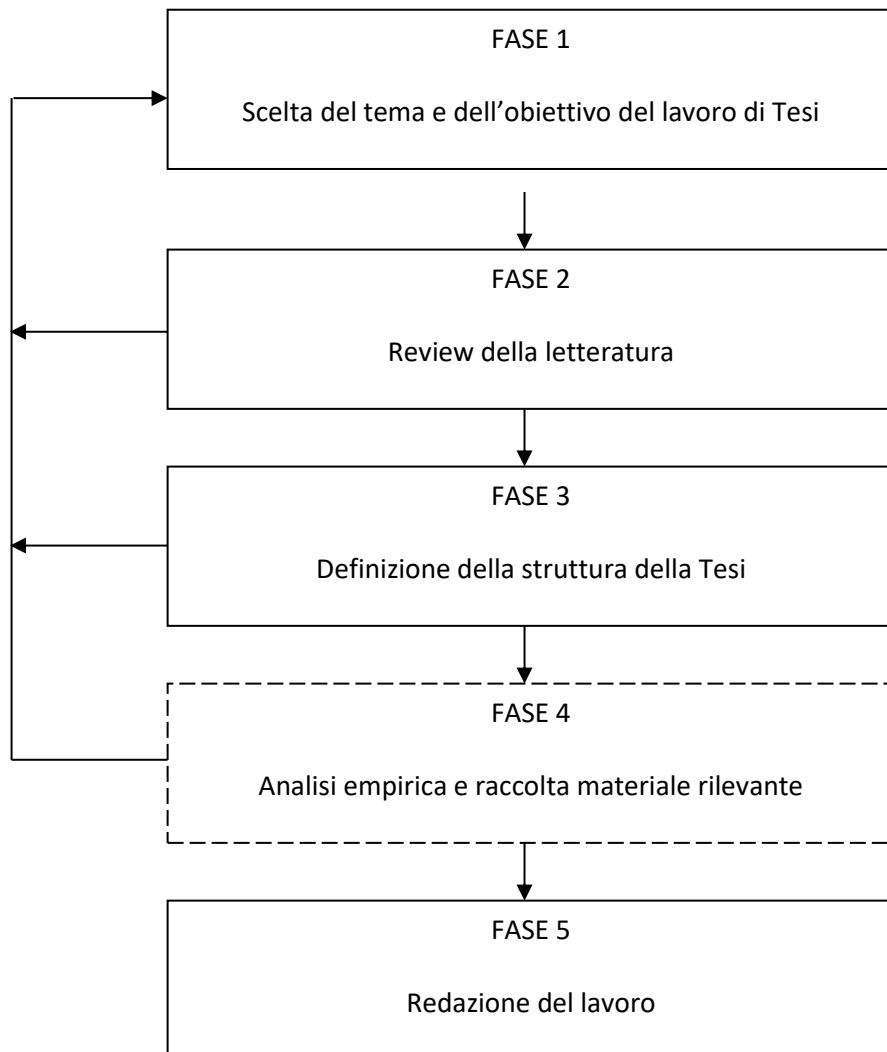 FASE 1
Scelta del tema e dell’obiettivo del lavoro di Tesi
FASE 2
Review della letteratura
FASE 3
Definizione della struttura della Tesi
FASE 4
Analisi empirica e raccolta materiale rilevante
FASE 5
Redazione del lavoro